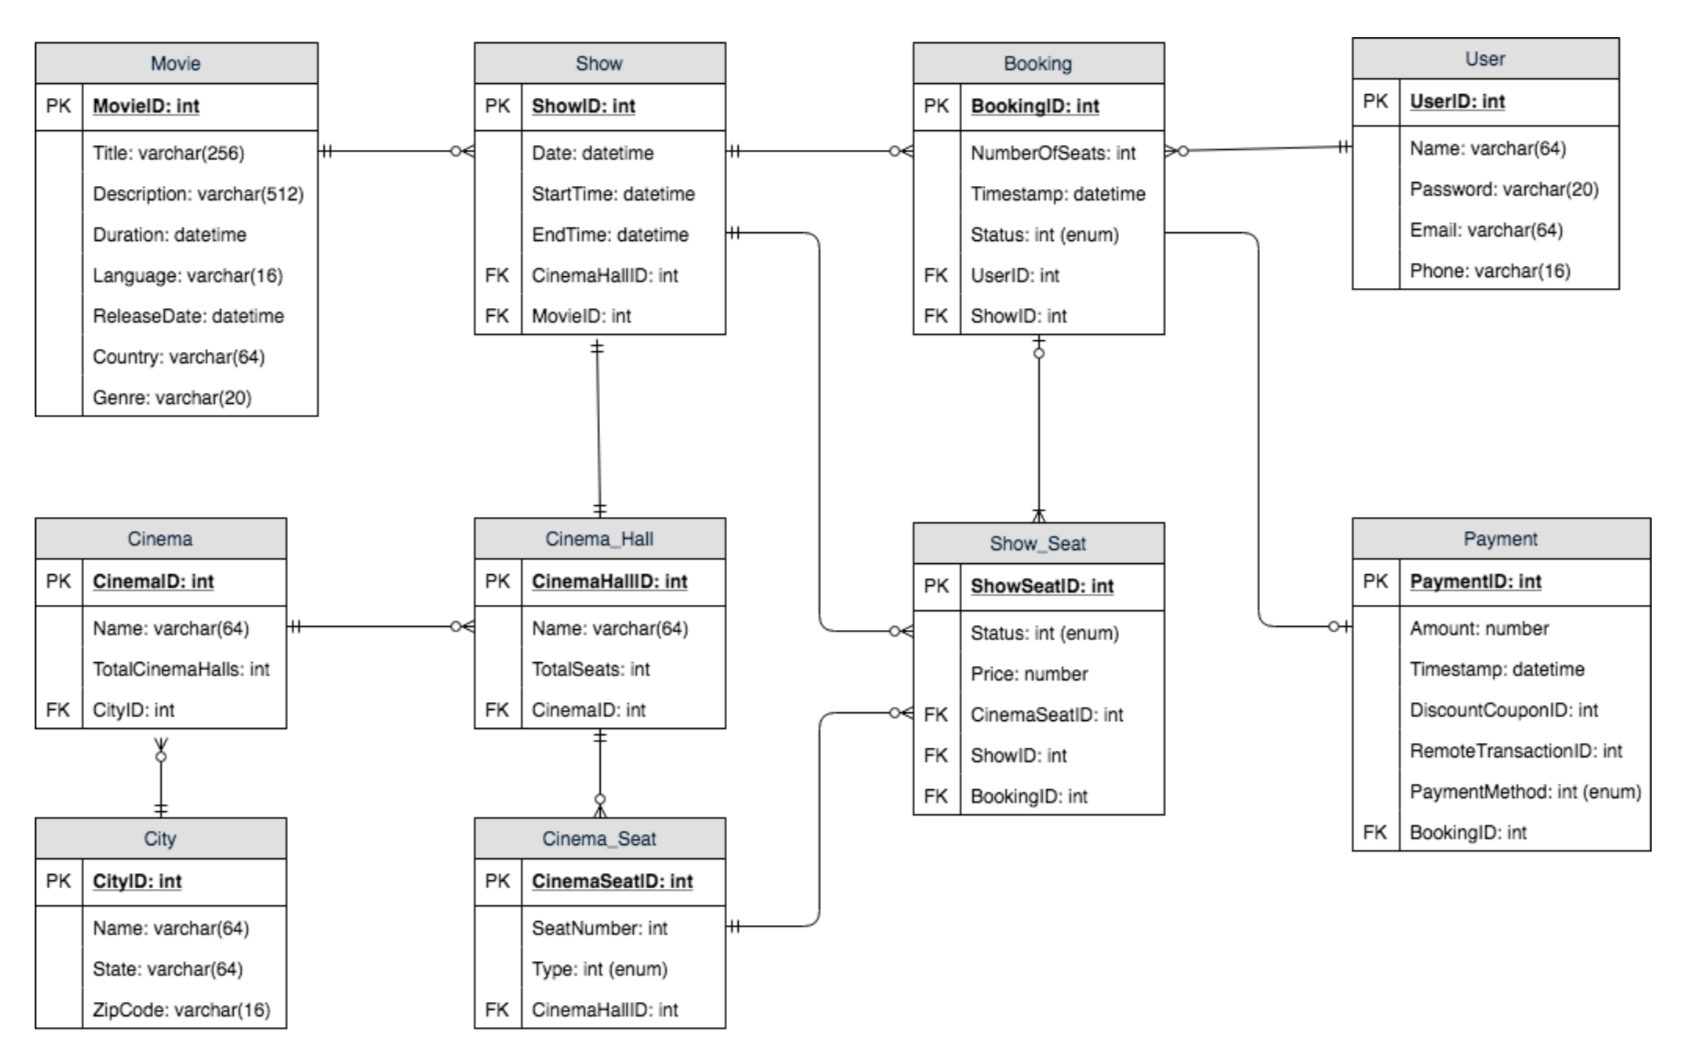 Movie
PK MovieID: int
Title: varchar(256)
Description: varchar(512)
Duration: datetime
Language: varchar(16)
ReleaseDate: datetime
Country: varchar(64)
Genre: varchar(20)
Show
PK ShowID: int
Date: datetime
StartTime: datetime
EndTime: datetime
FK CinemaHallID: int
FK MovieID: int
Booking
PK BookingID: int
NumberOfSeats: int
Timestamp: datetime
Status: int (enum)
FK UserID: int
FK ShowID: int
User
PK UserID: int
Name: varchar(64)
Password: varchar(20)
Email: varchar(64)
Phone: varchar(16)
Cinema
PK CinemaID: int
Name: varchar(64)
TotalCinemaHalls: int
FK CityID: int
Cinema_Hall
PK CinemaHallID: int
Name: varchar(64)
TotalSeats: int
FK CinemaID: int
Show_Seat
PK ShowSeatID: int
Status: int (enum)
Price: number
FK CinemaSeatID: int
FK ShowID: int
FK BookingID: int
Payment
PK PaymentID: int
Amount: number
Timestamp: datetime
DiscountCouponID: int
RemoteTransactionID: int
PaymentMethod: int (enum)
FK BookingID: int
City
PK CityID: int
Name: varchar(64)
State: varchar(64)
ZipCode: varchar(16)
Cinema_Seat
PK CinemaSeatID: int
SeatNumber: int
Type: int (enum)
FK CinemaHallID: int